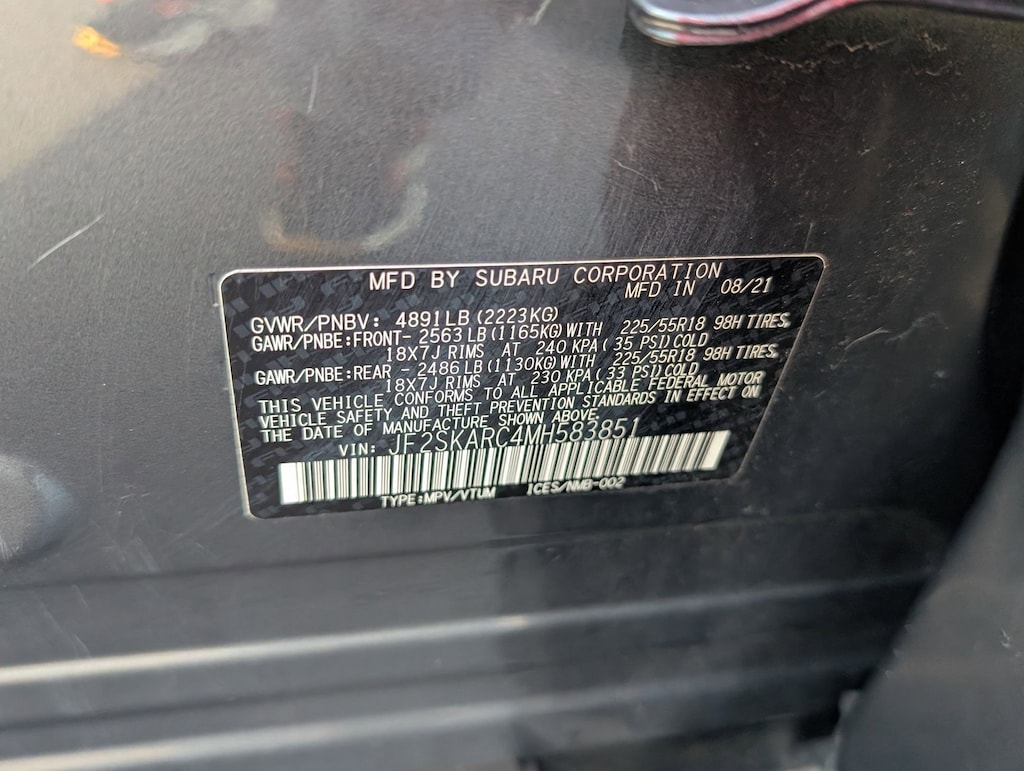 MFD BY SUBARU CORPORATION
MFD IN 08/21
GVWR/PNBV: 4891LB(2223KG)
GAWR/PNBE:FRONT- 2563LB(1165KG)WITH 225/55R18 98H TIRES,
18X7J RIMS AT 240 KPA(35 PSI)COLD
GAWR/PNBE:REAR - 2486LB(1130KG)WITH 225/55R18 98H TIRES,
18X7J RIMS AT 230 KPA(33 PSI)COLD
THIS VEHICLE CONFORMS TO ALL APPLICABLE FEDERAL MOTOR
VEHICLE SAFETY AND THEFT PREVENTION STANDARDS IN EFFECT ON
THE DATE OF MANUFACTURE SHOWN ABOVE.
VIN: JF2SKARC4MH583851
TYPE:MPV/VTUM ICES/NMB-002